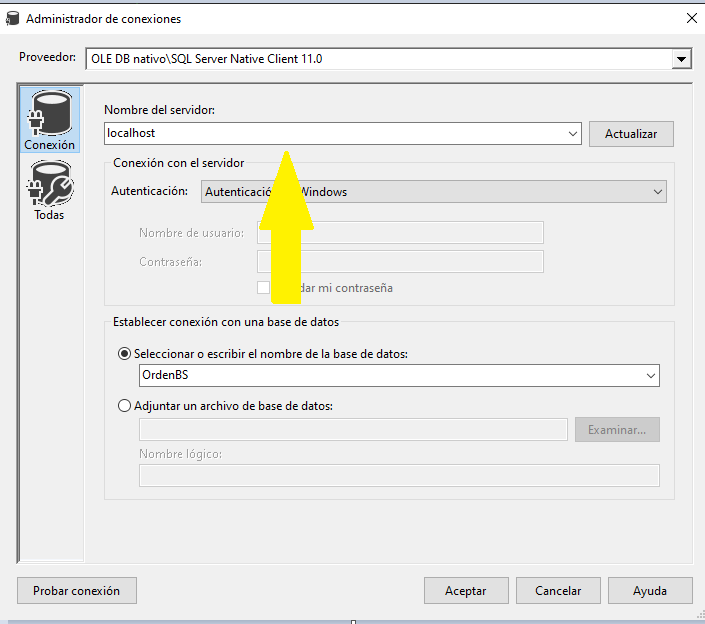 Administrador de conexiones
Proveedor: OLE DB nativo\SQL Server Native Client 11.0
Conexión
Todas
Nombre del servidor:
localhost
Actualizar
Conexión con el servidor
Autenticación: Autenticació Windows
Nombre de usuario:
Contraseña:
dar mi contraseña
Establecer conexión con una base de datos
Seleccionar o escribir el nombre de la base de datos:
OrdenBS
Adjuntar un archivo de base de datos:
Examinar...
Nombre lógico:
Probar conexión
Aceptar
Cancelar
Ayuda